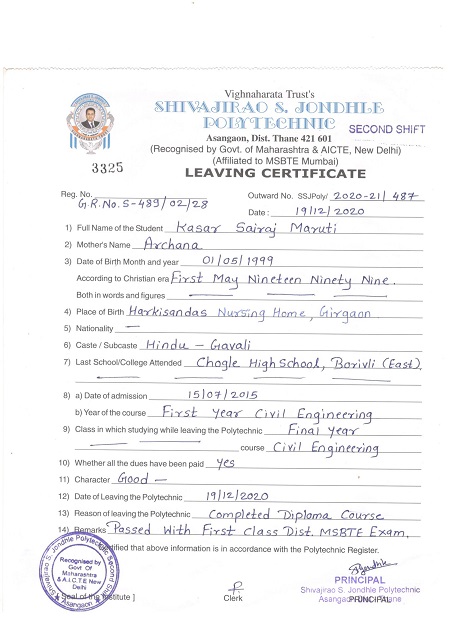 Vighnaharata Trust's
SHIVAJIRAO S. JONDHLE
POLYTECHNIC
Asangaon, Dist. Thane 421 601
SECOND SHIFT
(Recognised by Govt. of Maharashtra & AICTE, New Delhi)
(Affiliated to MSBTE Mumbai)
3325
LEAVING CERTIFICATE
Reg. No. G.R.No. S-489/02/28
Outward No. SSJPoly/ 2020-21/487
Date : 19/12/2020
1) Full Name of the Student Kasar Sairaj Maruti
2) Mother's Name Archana
3) Date of Birth Month and year 01/05/1999
According to Christian era First May Nineteen Ninety Nine.
Both in words and figures
4) Place of Birth Harkisandas Nursing Home, Girgaon
5) Nationality —
6) Caste / Subcaste Hindu - Gavali
7) Last School/College Attended Chogle High School, Borivli (East).
8) a) Date of admission 15/07/2015
b) Year of the course First Year Civil Engineering
9) Class in which studying while leaving the Polytechnic Final Year
course Civil Engineering
10) Whether all the dues have been paid Yes
11) Character Good —
12) Date of Leaving the Polytechnic 19/12/2020
13) Reason of leaving the Polytechnic Completed Diploma Course
14) Remarks Passed With First Class Dist. MSBTE Exam.
Certified that above information is in accordance with the Polytechnic Register.
Shivajirao S. Jondhle Polytechnic Second Shift
Asangaon
Recognised by
Govt. Of
Maharashtra
& A.I.C.T.E New
Delhi
[ Seal of the Institute ]
Clerk
PRINCIPAL
Shivajirao S Jondhle Polytechnic
PRINCIPAL